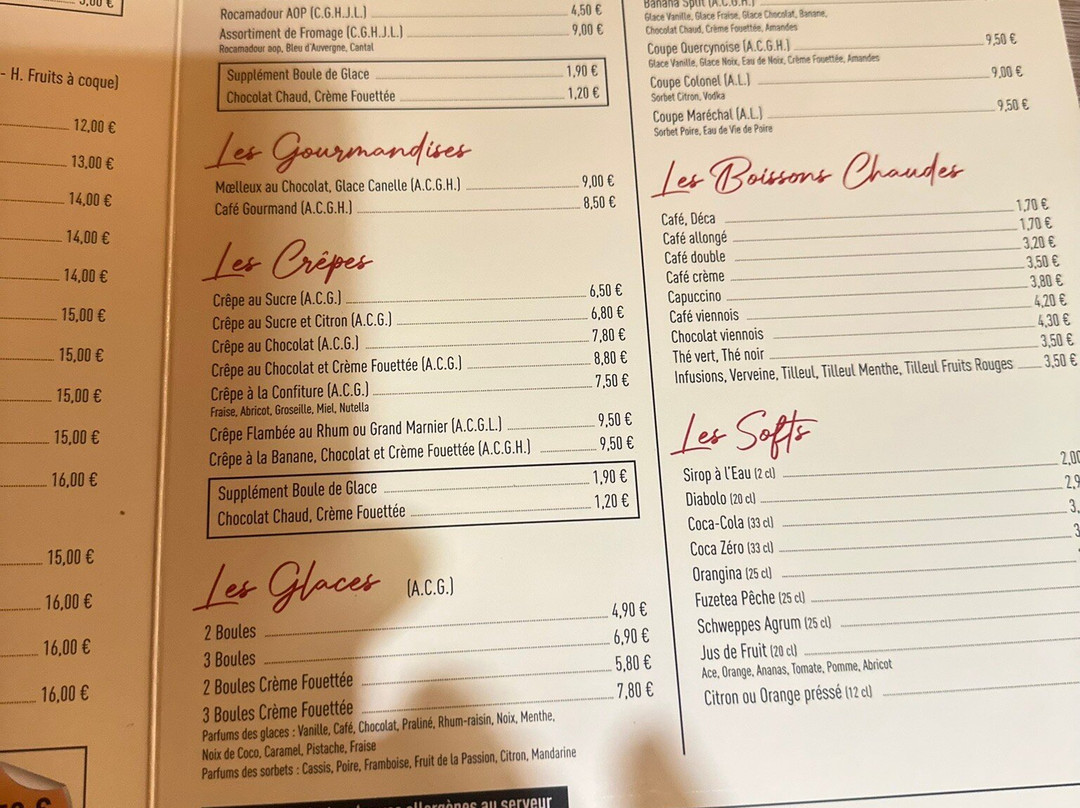 - H. Fruits à coque)
12,00 €
13,00 €
14,00 €
14,00 €
14,00 €
15,00 €
15,00 €
15,00 €
15,00 €
16,00 €
15,00 €
16,00 €
16,00 €
16,00 €
Rocamadour AOP (C.G.H.J.L) 4,50 €
Assortiment de Fromage (C.G.H.J.L.) 9,00 €
Rocamadour aop, Bleu d'Auvergne, Cantal
Supplément Boule de Glace 1,90 €
Chocolat Chaud, Crème Fouettée 1,20 €
Les Gourmandises
Mœlleux au Chocolat, Glace Canelle (A.C.G.H.) 9,00 €
Café Gourmand (A.C.G.H.) 8,50 €
Les Crêpes
Crêpe au Sucre (A.C.G.) 6,50 €
Crêpe au Sucre et Citron (A.C.G.) 6,80 €
Crêpe au Chocolat (A.C.G.) 7,80 €
Crêpe au Chocolat et Crème Fouettée (A.C.G.) 8,80 €
Crêpe à la Confiture (A.C.G.) 7,50 €
Fraise, Abricot, Groseille, Miel, Nutella
Crêpe Flambée au Rhum ou Grand Marnier (A.C.G.L.) 9,50 €
Crêpe à la Banane, Chocolat et Crème Fouettée (A.C.G.H.) 9,50 €
Supplément Boule de Glace 1,90 €
Chocolat Chaud, Crème Fouettée 1,20 €
Les Glaces (A.C.G.)
2 Boules 4,90 €
3 Boules 6,90 €
2 Boules Crème Fouettée 5,80 €
3 Boules Crème Fouettée 7,80 €
Parfums des glaces : Vanille, Café, Chocolat, Praliné, Rhum-raisin, Noix, Menthe,
Noix de Coco, Caramel, Pistache, Fraise
Parfums des sorbets : Cassis, Poire, Framboise, Fruit de la Passion, Citron, Mandarine
allergènes au serveur
Banana Split (A.C.G.H.)
Glace Vanille, Glace Fraise, Glace Chocolat, Banane,
Chocolat Chaud, Crème Fouettée, Amandes
Coupe Quercynoise (A.C.G.H.) 9,50 €
Glace Vanille, Glace Noix, Eau de Noix, Crème Fouettée, Amandes
Coupe Colonel (A.L.) 9,00 €
Sorbet Citron, Vodka
Coupe Maréchal (A.L.) 9,50 €
Sorbet Poire, Eau de Vie de Poire
Les Boissons Chaudes
Café, Déca 1,70 €
Café allongé 1,70 €
Café double 3,20 €
Café crème 3,50 €
Capuccino 3,80 €
Café viennois 4,20 €
Chocolat viennois 4,30 €
Thé vert, Thé noir 3,50 €
Infusions, Verveine, Tilleul, Tilleul Menthe, Tilleul Fruits Rouges 3,50 €
Les Softs
Sirop à l'Eau (2 cl) 2,00
Diabolo (20 cl) 2,9
Coca-Cola (33 cl) 3,
Coca Zéro (33 cl) 3
Orangina (25 cl)
Fuzetea Pêche (25 cl)
Schweppes Agrum (25 cl)
Jus de Fruit (20 cl)
Ace, Orange, Ananas, Tomate, Pomme, Abricot
Citron ou Orange préssé (12 cl)